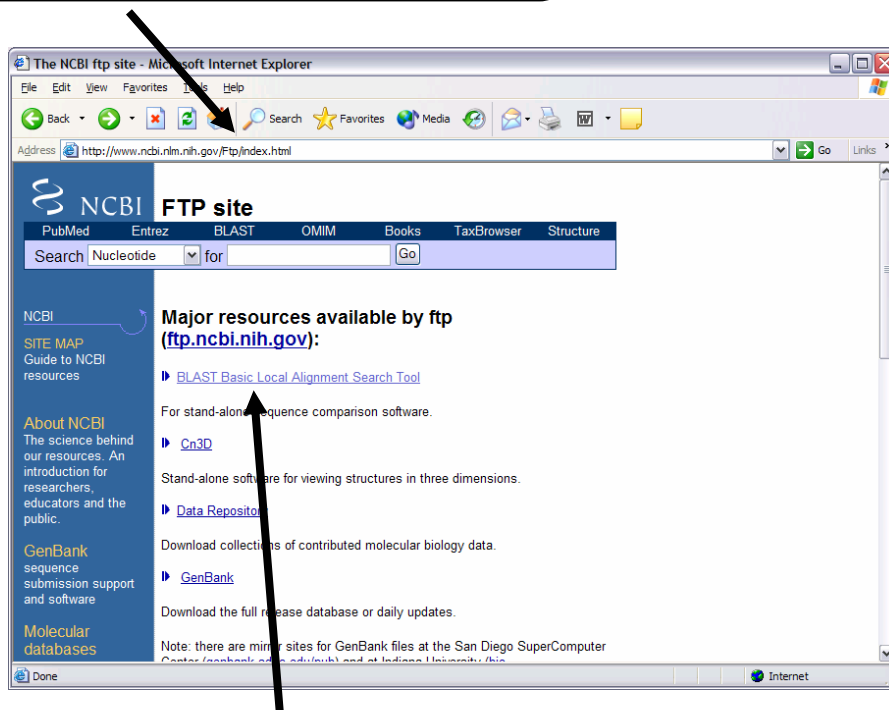 The NCBI ftp site - Microsoft Internet Explorer
File Edit View Favorites Tools Help
Back Search Favorites Media
Address http://www.ncbi.nlm.nih.gov/Ftp/index.html Go Links
NCBI FTP site
PubMed Entrez BLAST OMIM Books TaxBrowser Structure
Search Nucleotide for Go
NCBI
SITE MAP
Guide to NCBI
resources
About NCBI
The science behind
our resources. An
introduction for
researchers,
educators and the
public.
GenBank
sequence
submission support
and software
Molecular
databases
Major resources available by ftp
(ftp.ncbi.nih.gov):
BLAST Basic Local Alignment Search Tool
For stand-alone sequence comparison software.
Cn3D
Stand-alone software for viewing structures in three dimensions.
Data Repository
Download collections of contributed molecular biology data.
GenBank
Download the full release database or daily updates.
Note: there are mirror sites for GenBank files at the San Diego SuperComputer
Done Internet